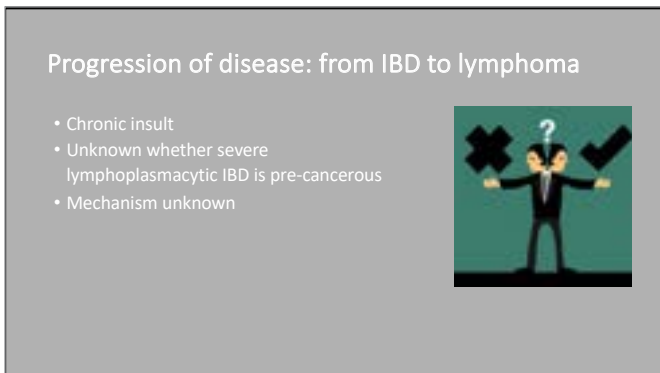 Progression of disease: from IBD to lymphoma
• Chronic insult
• Unknown whether severe
lymphoplasmacytic IBD is pre-cancerous
• Mechanism unknown
?